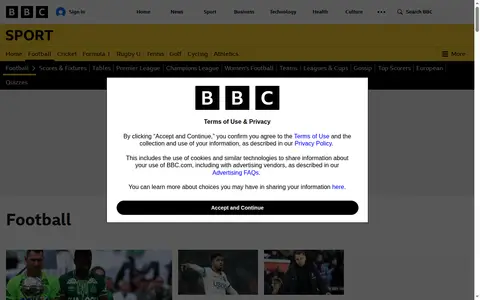 BBC
Sign In
Home News Sport Business Technology Health Culture
Search BBC
SPORT
Home Football Cricket Formula 1 Rugby U Tennis Golf Cycling Athletics
More
Football Scores & Fixtures Tables Premier League Champions League Women's Football Teams Leagues & Cups Gossip Top Scorers European
Quizzes
BBC
Terms of Use & Privacy
By clicking "Accept and Continue," you confirm you agree to the Terms of Use and the
collection and use of your information, as described in our Privacy Policy.
This includes the use of cookies and similar technologies to share information about
your use of BBC.com, including with advertising vendors, as described in our
Advertising FAQs.
You can learn more about choices you may have in sharing your information here.
Accept and Continue
Football